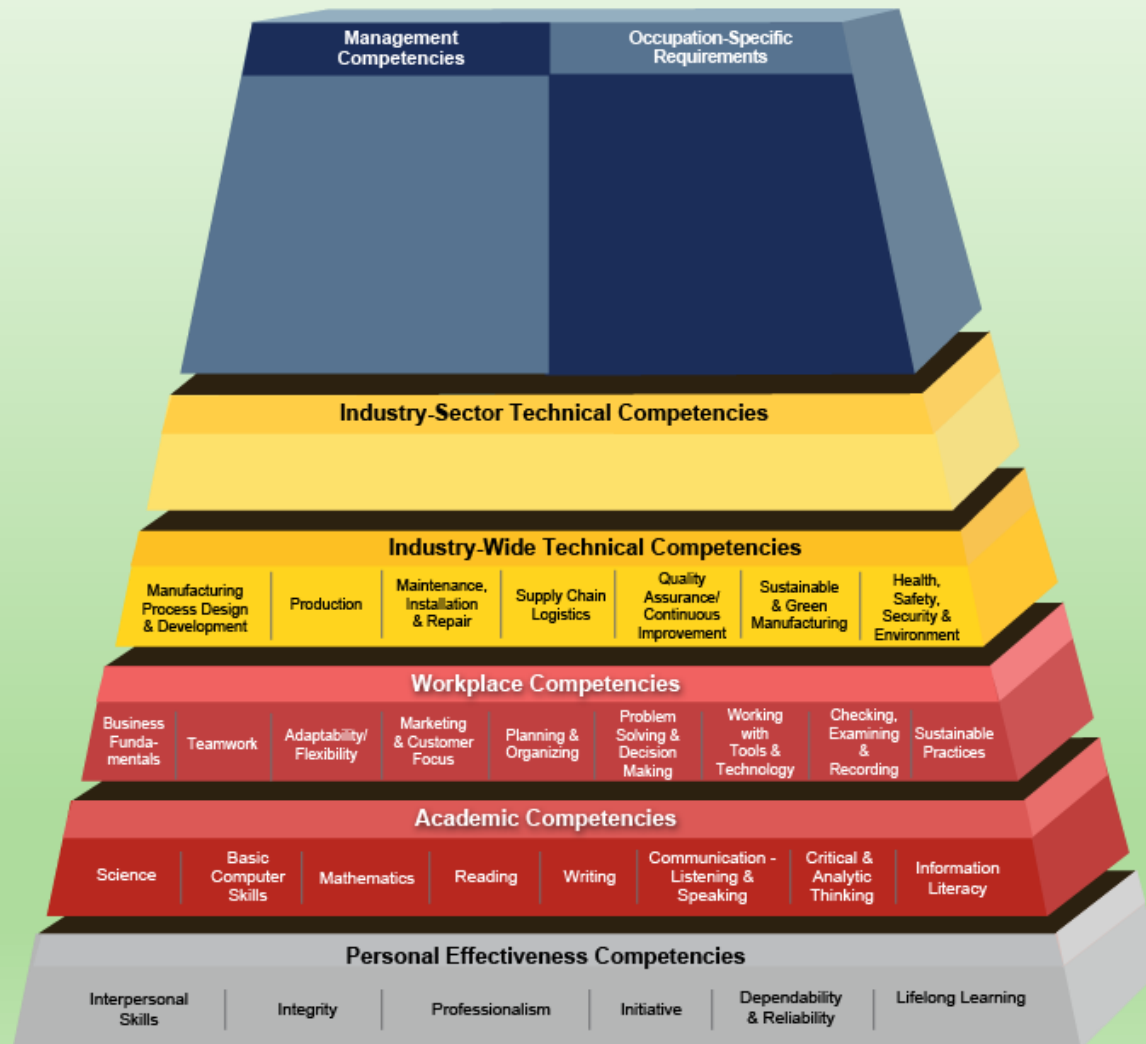 Management
Competencies
Occupation-Specific
Requirements
Industry-Sector Technical Competencies
Industry-Wide Technical Competencies
Manufacturing
Process Design
& Development
Production
Maintenance,
Installation
& Repair
Supply Chain
Logistics
Quality
Assurance/
Continuous
Improvement
Sustainable
& Green
Manufacturing
Health,
Safety,
Security &
Environment
Workplace Competencies
Business
Funda-
mentals
Teamwork
Adaptability/
Flexibility
Marketing
& Customer
Focus
Planning &
Organizing
Problem
Solving &
Decision
Making
Working
with
Tools &
Technology
Checking,
Examining
&
Recording
Sustainable
Practices
Academic Competencies
Science
Basic
Computer
Skills
Mathematics
Reading
Writing
Communication -
Listening &
Speaking
Critical &
Analytic
Thinking
Information
Literacy
Personal Effectiveness Competencies
Interpersonal
Skills
Integrity
Professionalism
Initiative
Dependability
& Reliability
Lifelong Learning